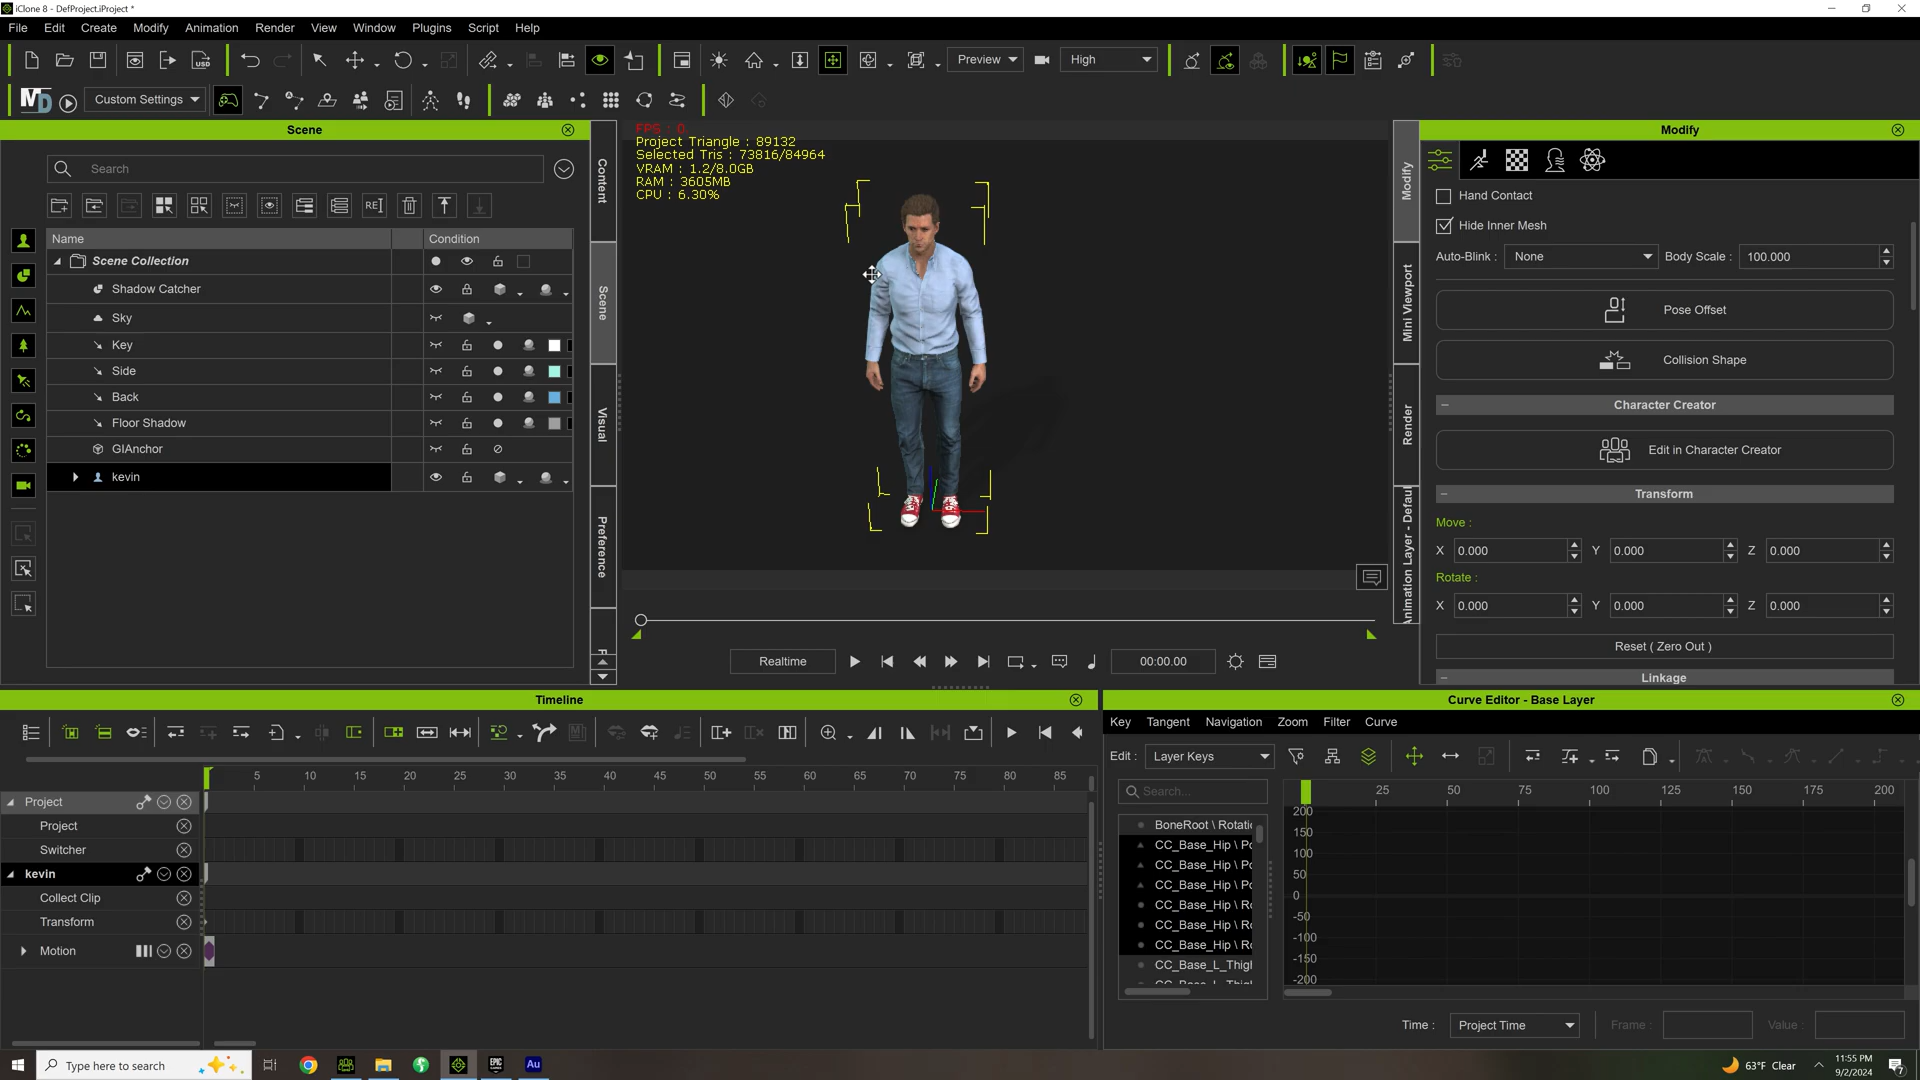 iClone 8 - DefProject.iProject *
File Edit Create Modify Animation Render View Window Plugins Script Help
Preview High
MD Custom Settings
Scene
Search
REI
Name Condition
Scene Collection
Shadow Catcher
Sky
Key
Side
Back
Floor Shadow
GIAnchor
kevin
Content
Scene
Visual
Preference
FPS : 0
Project Triangle : 89132
Selected Tris : 73816/84964
VRAM : 1.2/8.0GB
RAM : 3605MB
CPU : 6.30%
Realtime 00:00.00
Modify
Mini Viewport
Render
Animation Layer - Defaul
Modify
Hand Contact
Hide Inner Mesh
Auto-Blink : None Body Scale : 100.000
Pose Offset
Collision Shape
Character Creator
Edit in Character Creator
Transform
Move :
X 0.000 Y 0.000 Z 0.000
Rotate :
X 0.000 Y 0.000 Z 0.000
Reset ( Zero Out )
Linkage
Timeline
5 10 15 20 25 30 35 40 45 50 55 60 65 70 75 80 85
Project
Project
Switcher
kevin
Collect Clip
Transform
Motion
Curve Editor - Base Layer
Key Tangent Navigation Zoom Filter Curve
Edit : Layer Keys
Search...
BoneRoot \ Rotati
CC_Base_Hip \ Po
CC_Base_Hip \ Po
CC_Base_Hip \ Po
CC_Base_Hip \ Ro
CC_Base_Hip \ Ro
CC_Base_Hip \ Ro
CC_Base_L_Thigl
25 50 75 100 125 150 175 200
200
150
100
50
0
-50
-100
-150
-200
Time : Project Time Frame : Value :
Type here to search
EPIC
Au
63°F Clear
11:55 PM
9/2/2024
7